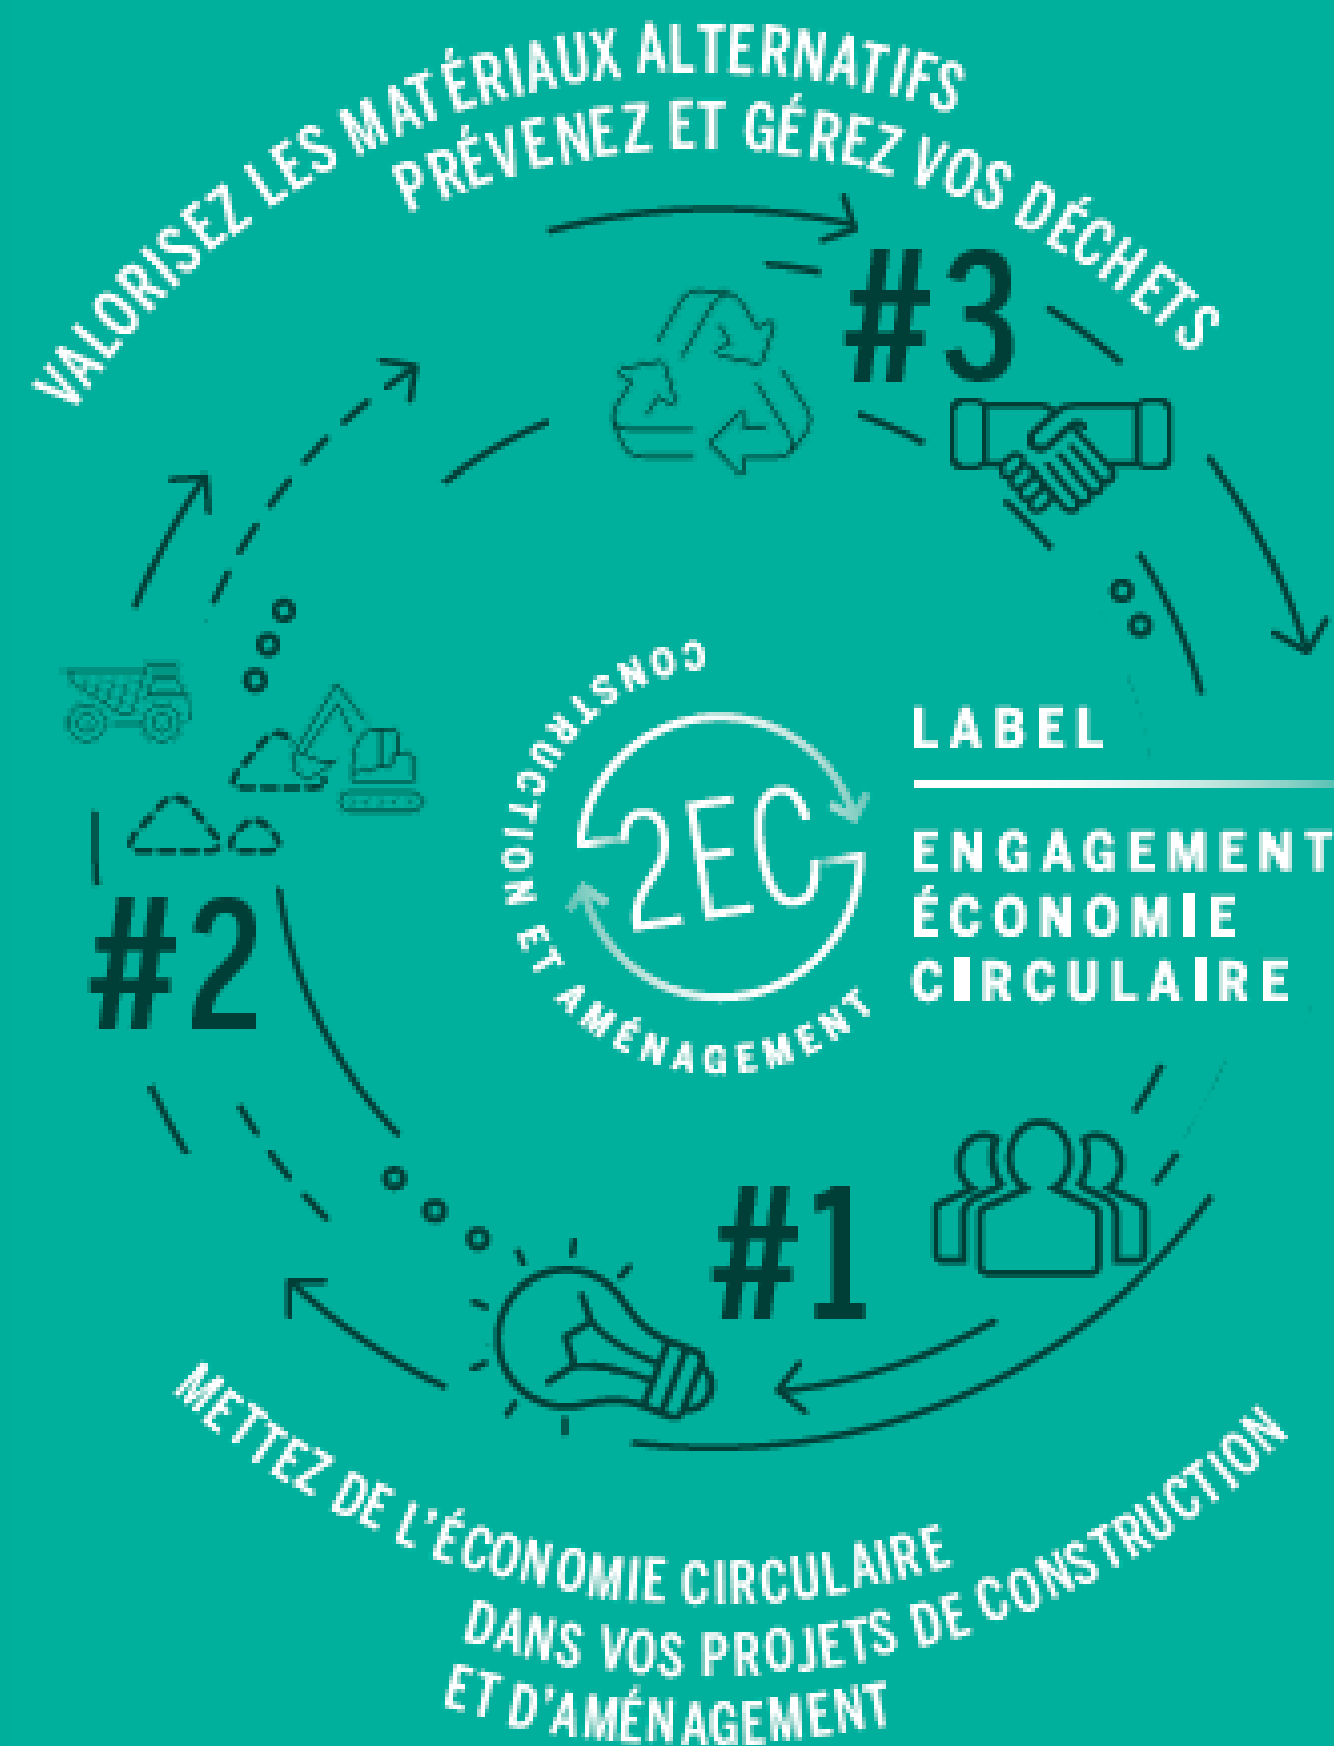 VALORISEZ LES MATÉRIAUX ALTERNATIFS
PRÉVENEZ ET GÉREZ VOS DÉCHETS
#3
CONSTRUCTION ET AMÉNAGEMENT
2EC
LABEL
ENGAGEMENT
ÉCONOMIE
CIRCULAIRE
#2
#1
METTEZ DE L'ÉCONOMIE CIRCULAIRE
DANS VOS PROJETS DE CONSTRUCTION
ET D'AMÉNAGEMENT